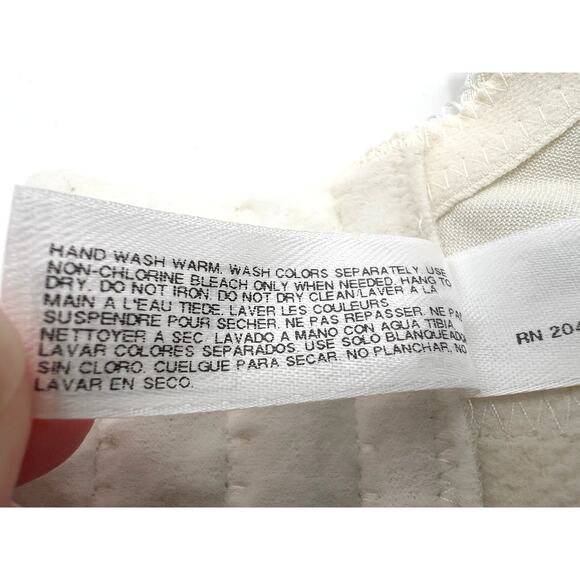 HAND WASH WARM. WASH COLORS SEPARATELY. USE
NON-CHLORINE BLEACH ONLY WHEN NEEDED. HANG TO
DRY. DO NOT IRON. DO NOT DRY CLEAN/LAVER A LA
MAIN A L'EAU TIEDE. LAVER LES COULEURS
SUSPENDRE POUR SECHER. NE PAS REPASSER. NE PAS
NETTOYER A SEC. LAVADO A MANO CON AGUA TIBIA.
LAVAR COLORES SEPARADOS. USE SOLO BLANQUEADOR
SIN CLORO. CUELGUE PARA SECAR. NO PLANCHAR. NO
LAVAR EN SECO.
RN 204